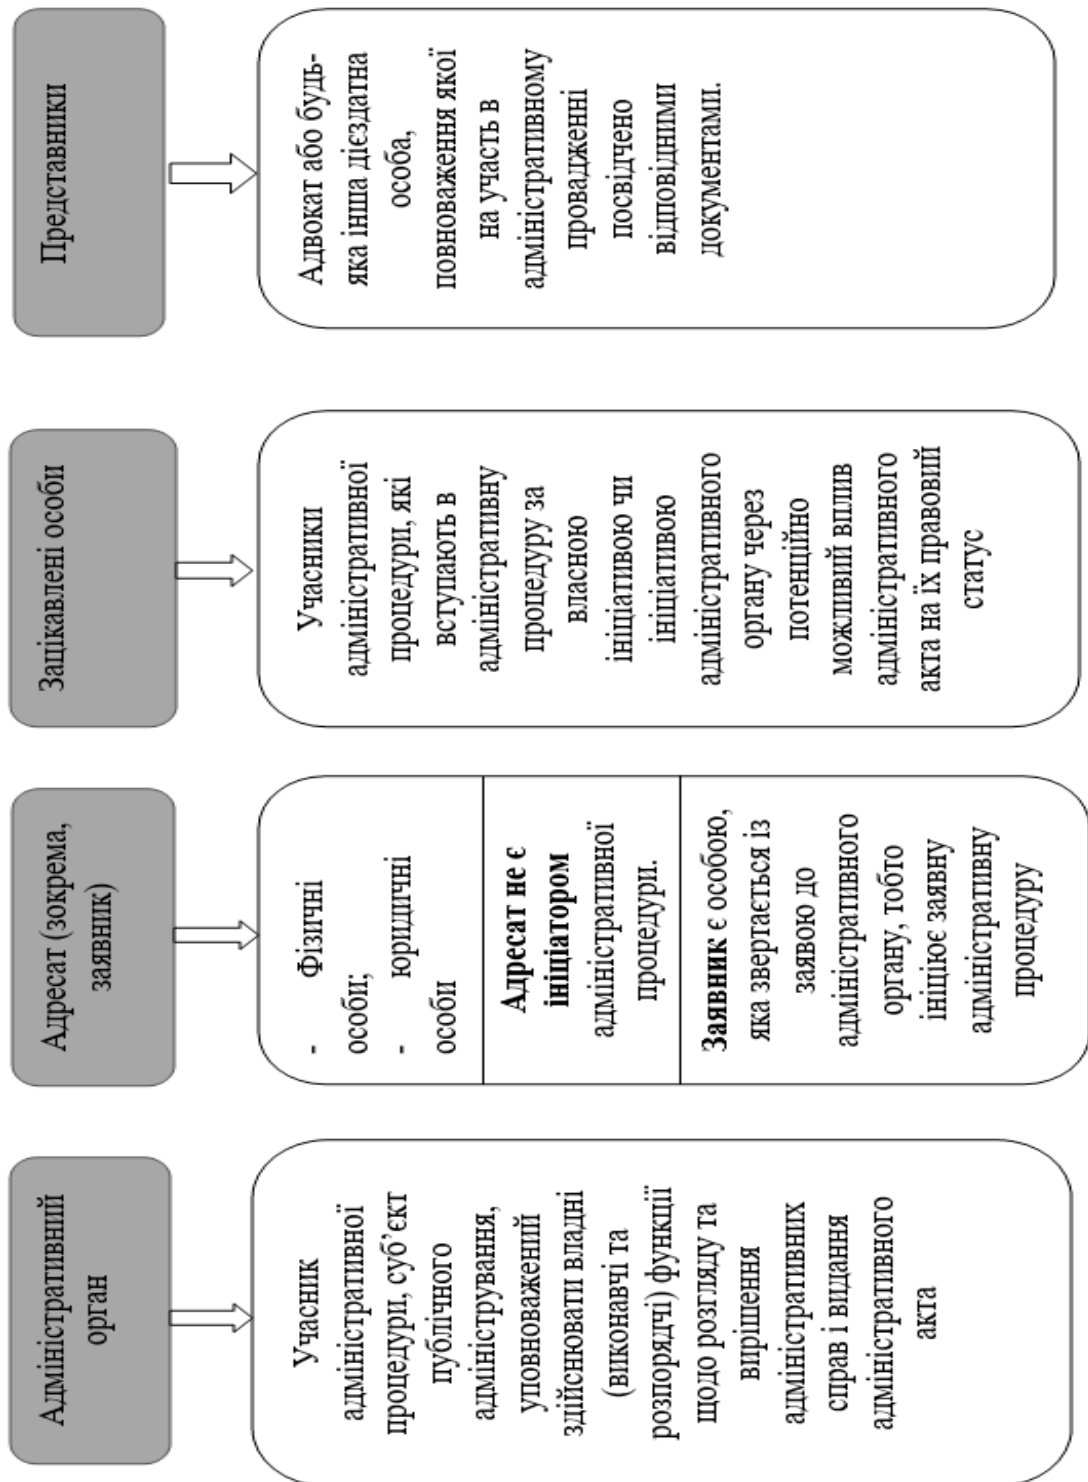 Адміністративний
орган
Учасник
адміністративної
процедури, суб’єкт
публічного
адміністрування,
уповноважений
здійснювати владні
(виконавчі та
розпорядчі) функції
щодо розгляду та
вирішення
адміністративних
справ і видання
адміністративного
акта
Адресат (зокрема,
заявник)
- Фізичні
особи;
- юридичні
особи
Адресат не є
ініціатором
адміністративної
процедури.
Заявник є особою,
яка звертається із
заявою до
адміністративного
органу, тобто
ініціює заявну
адміністративну
процедуру
Зацікавлені особи
Учасники
адміністративної
процедури, які
вступають в
адміністративну
процедуру за
власною
ініціативою чи
ініціативою
адміністративного
органу через
потенційно
можливий вплив
адміністративного
акта на їх правовий
статус
Представники
Адвокат або будь-
яка інша дієздатна
особа,
повноваження якої
на участь в
адміністративному
провадженні
посвідчено
відповідними
документами.